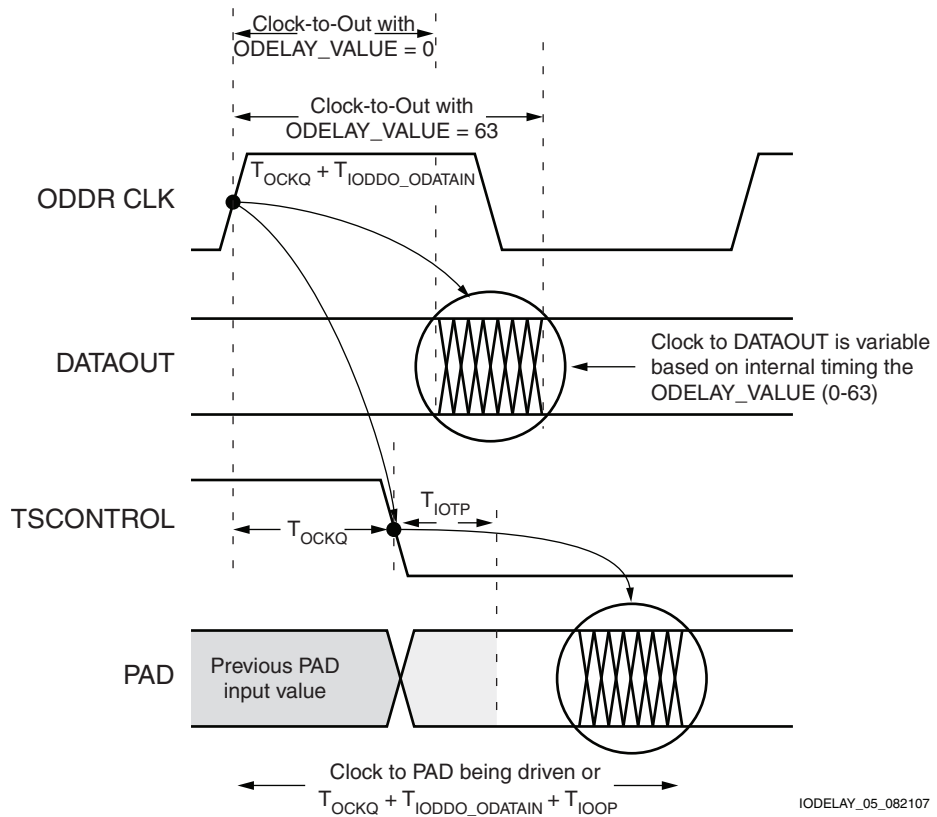 Clock-to-Out with
ODELAY_VALUE = 0
Clock-to-Out with
ODELAY_VALUE = 63
T_OCKQ + T_IODDO_ODATAIN
ODDR CLK
DATAOUT
Clock to DATAOUT is variable
based on internal timing the
ODELAY_VALUE (0-63)
TSCONTROL
T_IOTP
T_OCKQ
PAD
Previous PAD
input value
Clock to PAD being driven or
T_OCKQ + T_IODDO_ODATAIN + T_IOOP
IODELAY_05_082107